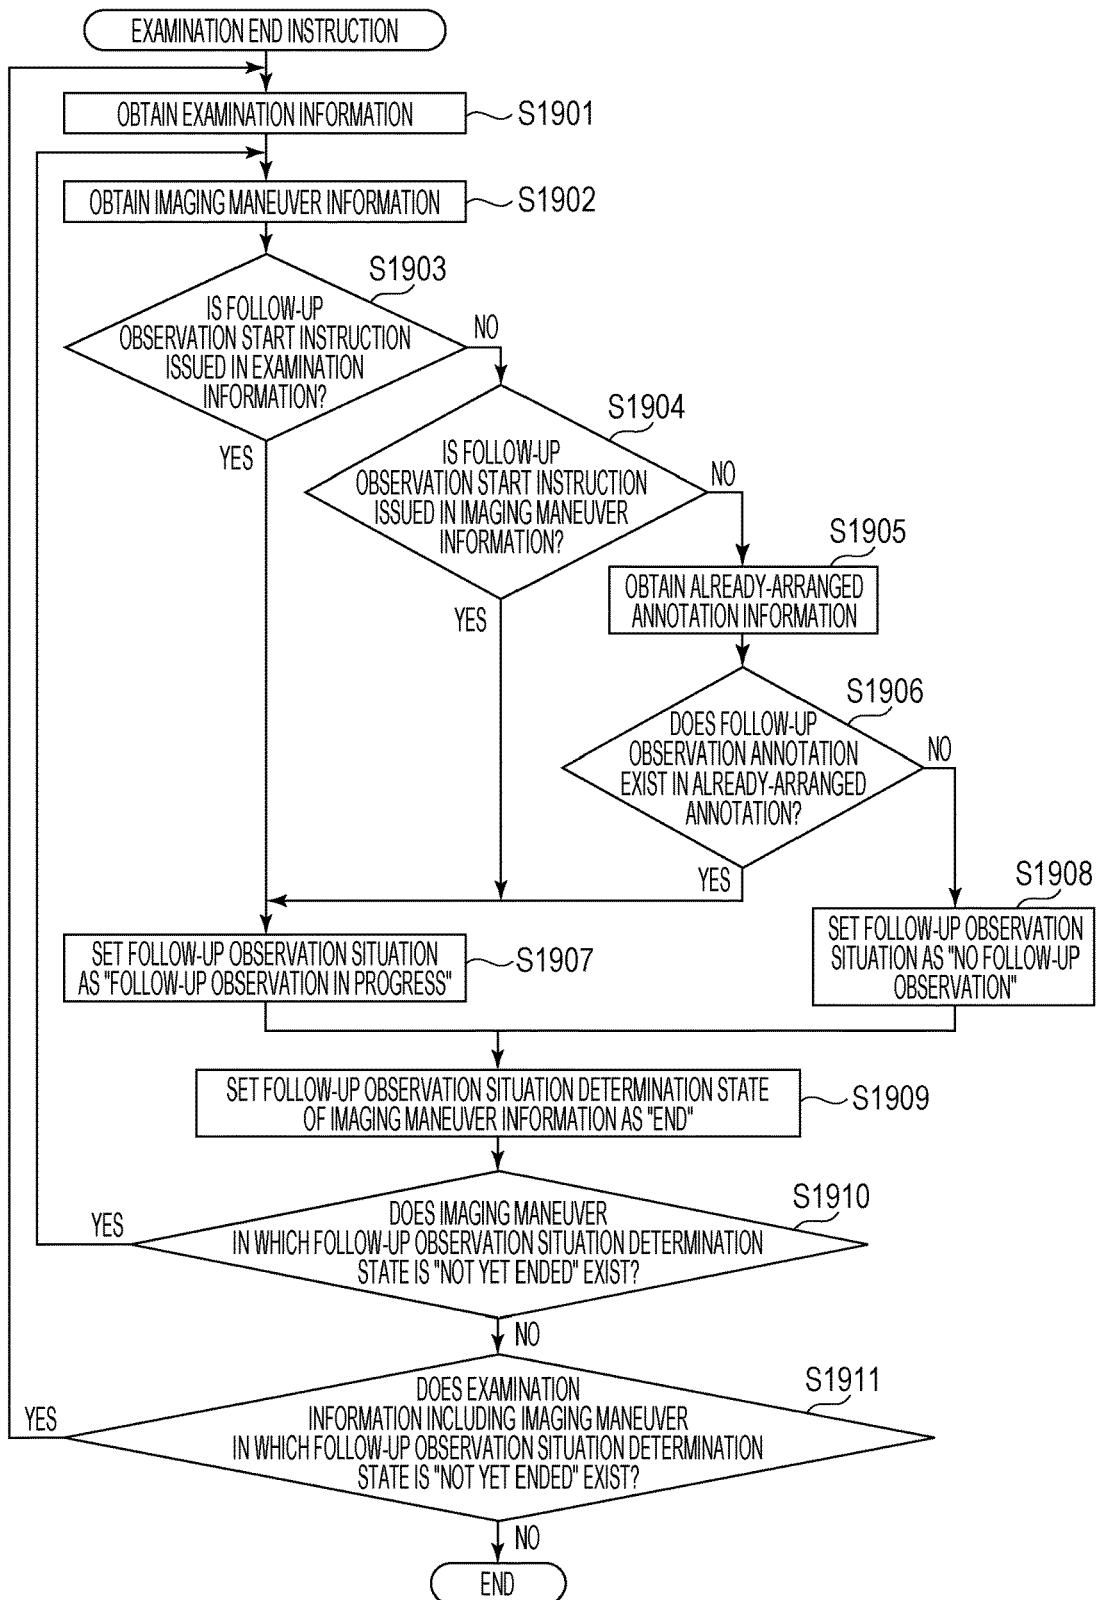 EXAMINATION END INSTRUCTION
OBTAIN EXAMINATION INFORMATION
S1901
OBTAIN IMAGING MANEUVER INFORMATION
S1902
S1903
IS FOLLOW-UP
OBSERVATION START INSTRUCTION
ISSUED IN EXAMINATION
INFORMATION?
NO
YES
S1904
IS FOLLOW-UP
OBSERVATION START INSTRUCTION
ISSUED IN IMAGING MANEUVER
INFORMATION?
NO
YES
S1905
OBTAIN ALREADY-ARRANGED
ANNOTATION INFORMATION
S1906
DOES FOLLOW-UP
OBSERVATION ANNOTATION
EXIST IN ALREADY-ARRANGED
ANNOTATION?
NO
YES
S1907
SET FOLLOW-UP OBSERVATION SITUATION
AS "FOLLOW-UP OBSERVATION IN PROGRESS"
S1908
SET FOLLOW-UP OBSERVATION
SITUATION AS "NO FOLLOW-UP
OBSERVATION"
SET FOLLOW-UP OBSERVATION SITUATION DETERMINATION STATE
OF IMAGING MANEUVER INFORMATION AS "END"
S1909
S1910
YES
DOES IMAGING MANEUVER
IN WHICH FOLLOW-UP OBSERVATION SITUATION DETERMINATION
STATE IS "NOT YET ENDED" EXIST?
NO
S1911
YES
DOES EXAMINATION
INFORMATION INCLUDING IMAGING MANEUVER
IN WHICH FOLLOW-UP OBSERVATION SITUATION DETERMINATION
STATE IS "NOT YET ENDED" EXIST?
NO
END